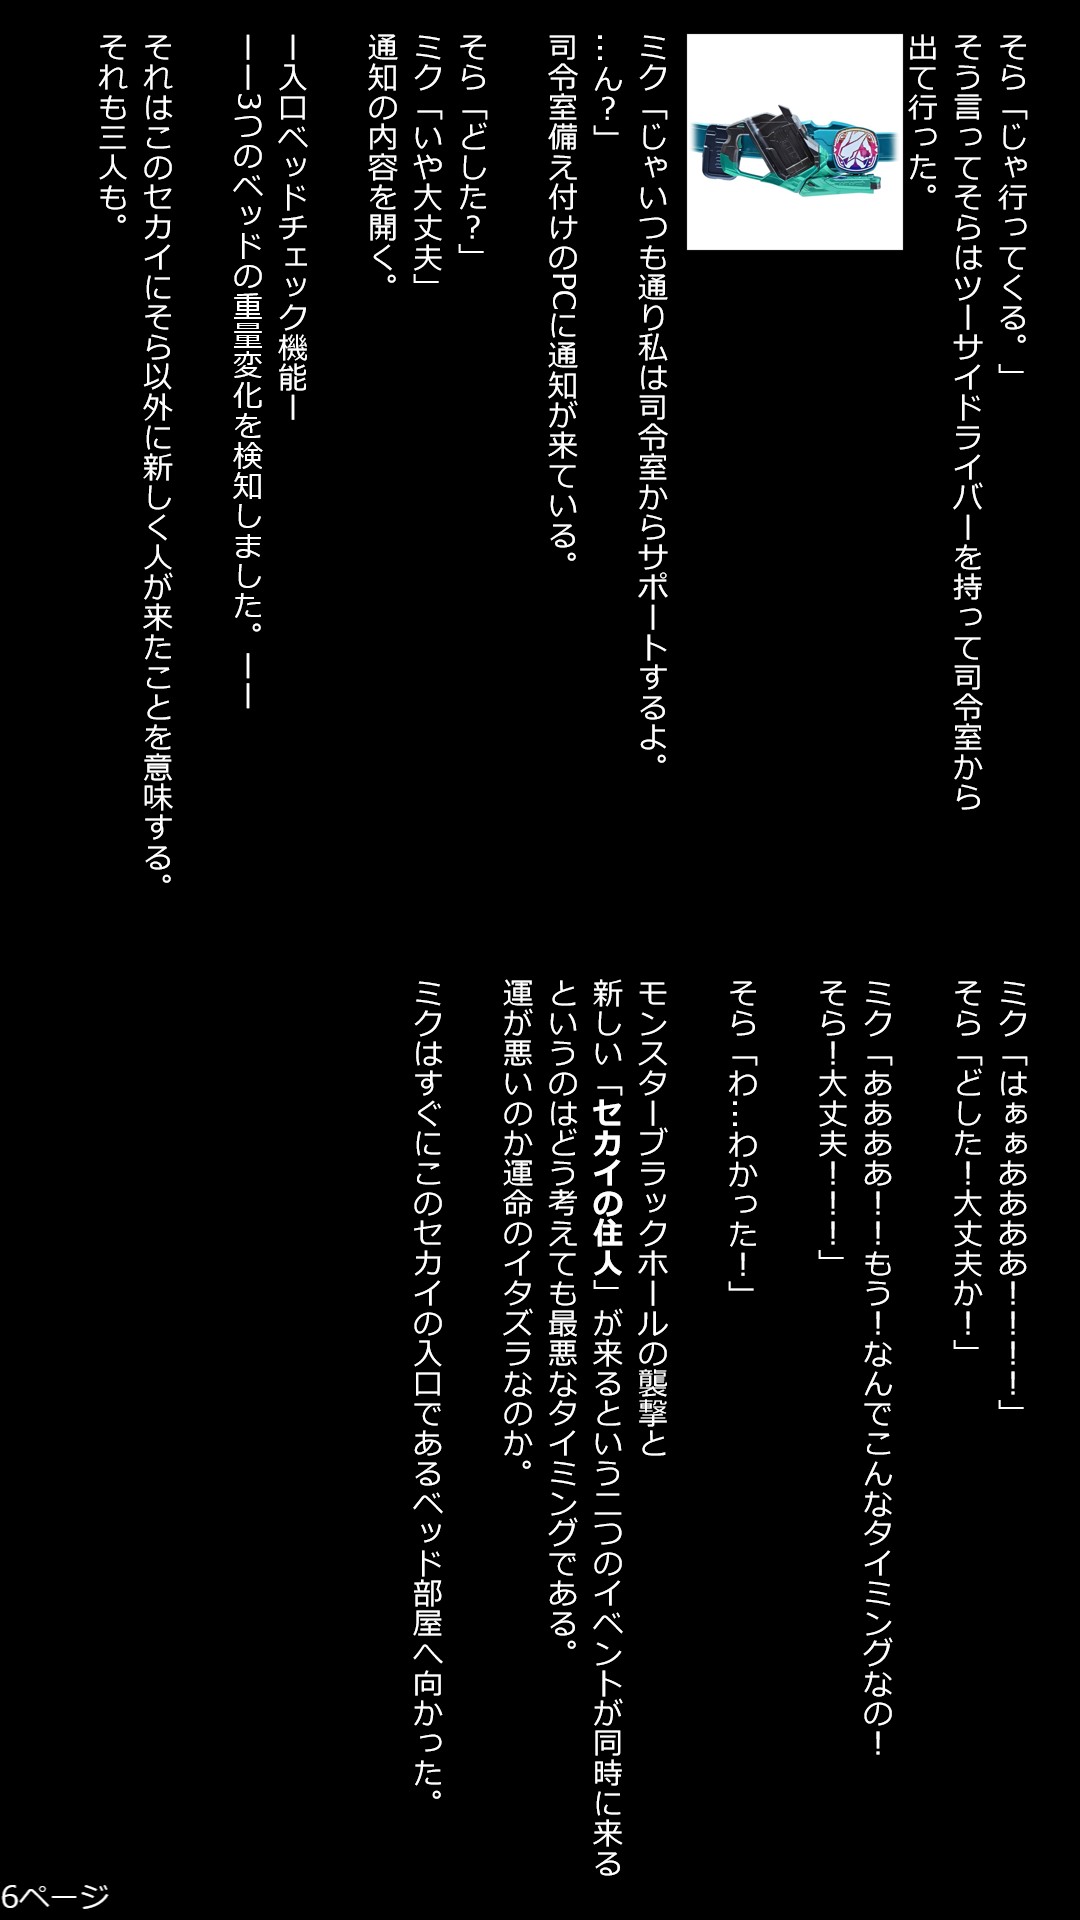 そら「じゃ行ってくる。」
そう言ってそらはツーサイドライバーを持って司令室から
出て行った。
ミク「じゃいつも通り私は司令室からサポートするよ。
…ん？」
司令室備え付けのPCに通知が来ている。
そら「どした？」
ミク「いや大丈夫」
通知の内容を開く。
ー入口ベッドチェック機能ー
ーー3つのベッドの重量変化を検知しました。ーー
それはこのセカイにそら以外に新しく人が来たことを意味する。
それも三人も。
ミク「はぁぁああああ！！！！」
そら「どした！大丈夫か！」
ミク「ああああ！！もう！なんでこんなタイミングなの！
そら！大丈夫！！！」
そら「わ…わかった！」
モンスターブラックホールの襲撃と
新しい「セカイの住人」が来るという二つのイベントが同時に来る
というのはどう考えても最悪なタイミングである。
運が悪いのか運命のイタズラなのか。
ミクはすぐにこのセカイの入口であるベッド部屋へ向かった。
6ページ